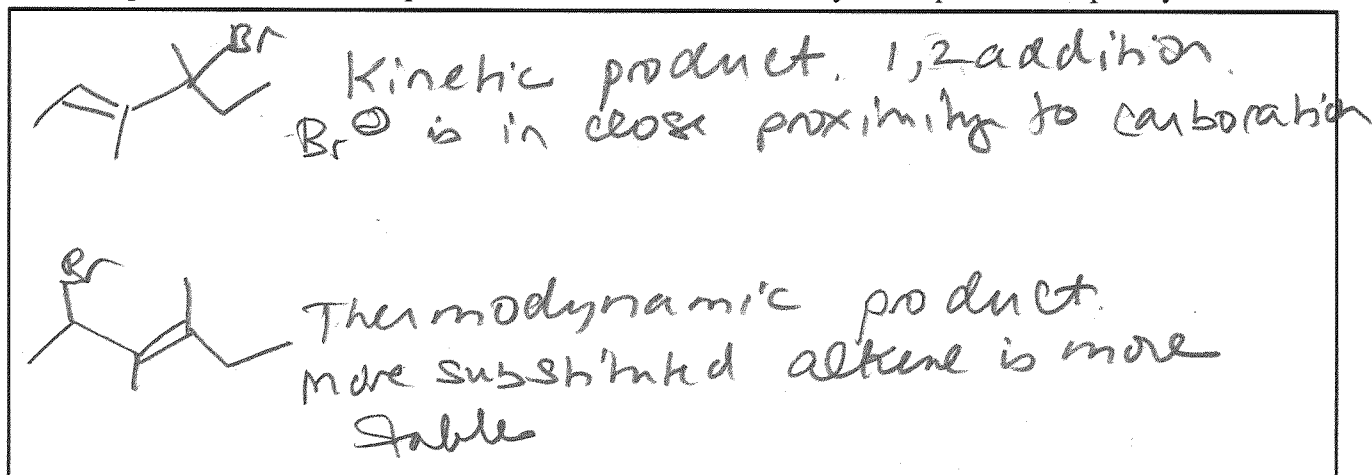 Br Kinetic product. 1,2 addition.
Br⊖ is in close proximity to carbocation
Br
Thermodynamic product.
more substituted alkene is more
stable